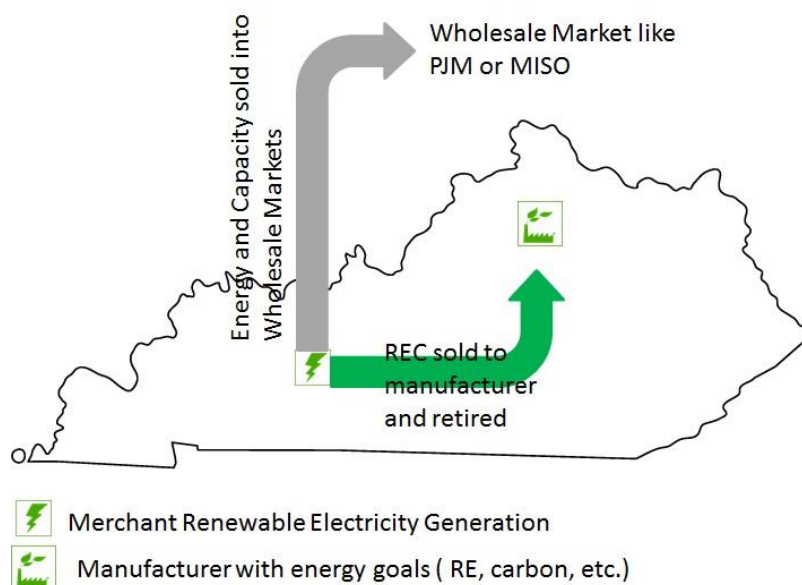 Wholesale Market like
PJM or MISO
Energy and Capacity sold into
Wholesale Markets
REC sold to
manufacturer
and retired
Merchant Renewable Electricity Generation
Manufacturer with energy goals ( RE, carbon, etc.)